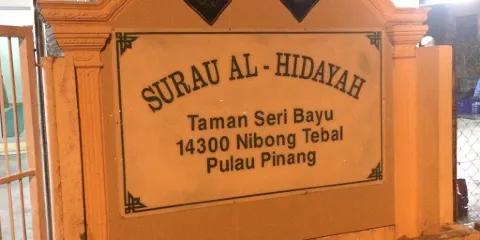 SURAU AL - HIDAYAH
Taman Seri Bayu
14300 Nibong Tebal
Pulau Pinang